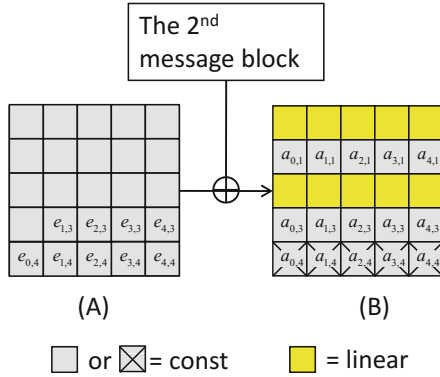 The 2nd
message block
a0,1 a1,1 a2,1 a3,1 a4,1
e1,3 e2,3 e3,3 e4,3 a0,3 a1,3 a2,3 a3,3 a4,3
e0,4 e1,4 e2,4 e3,4 e4,4 a0,4 a1,4 a2,4 a3,4 a4,4
(A) (B)
or = const = linear